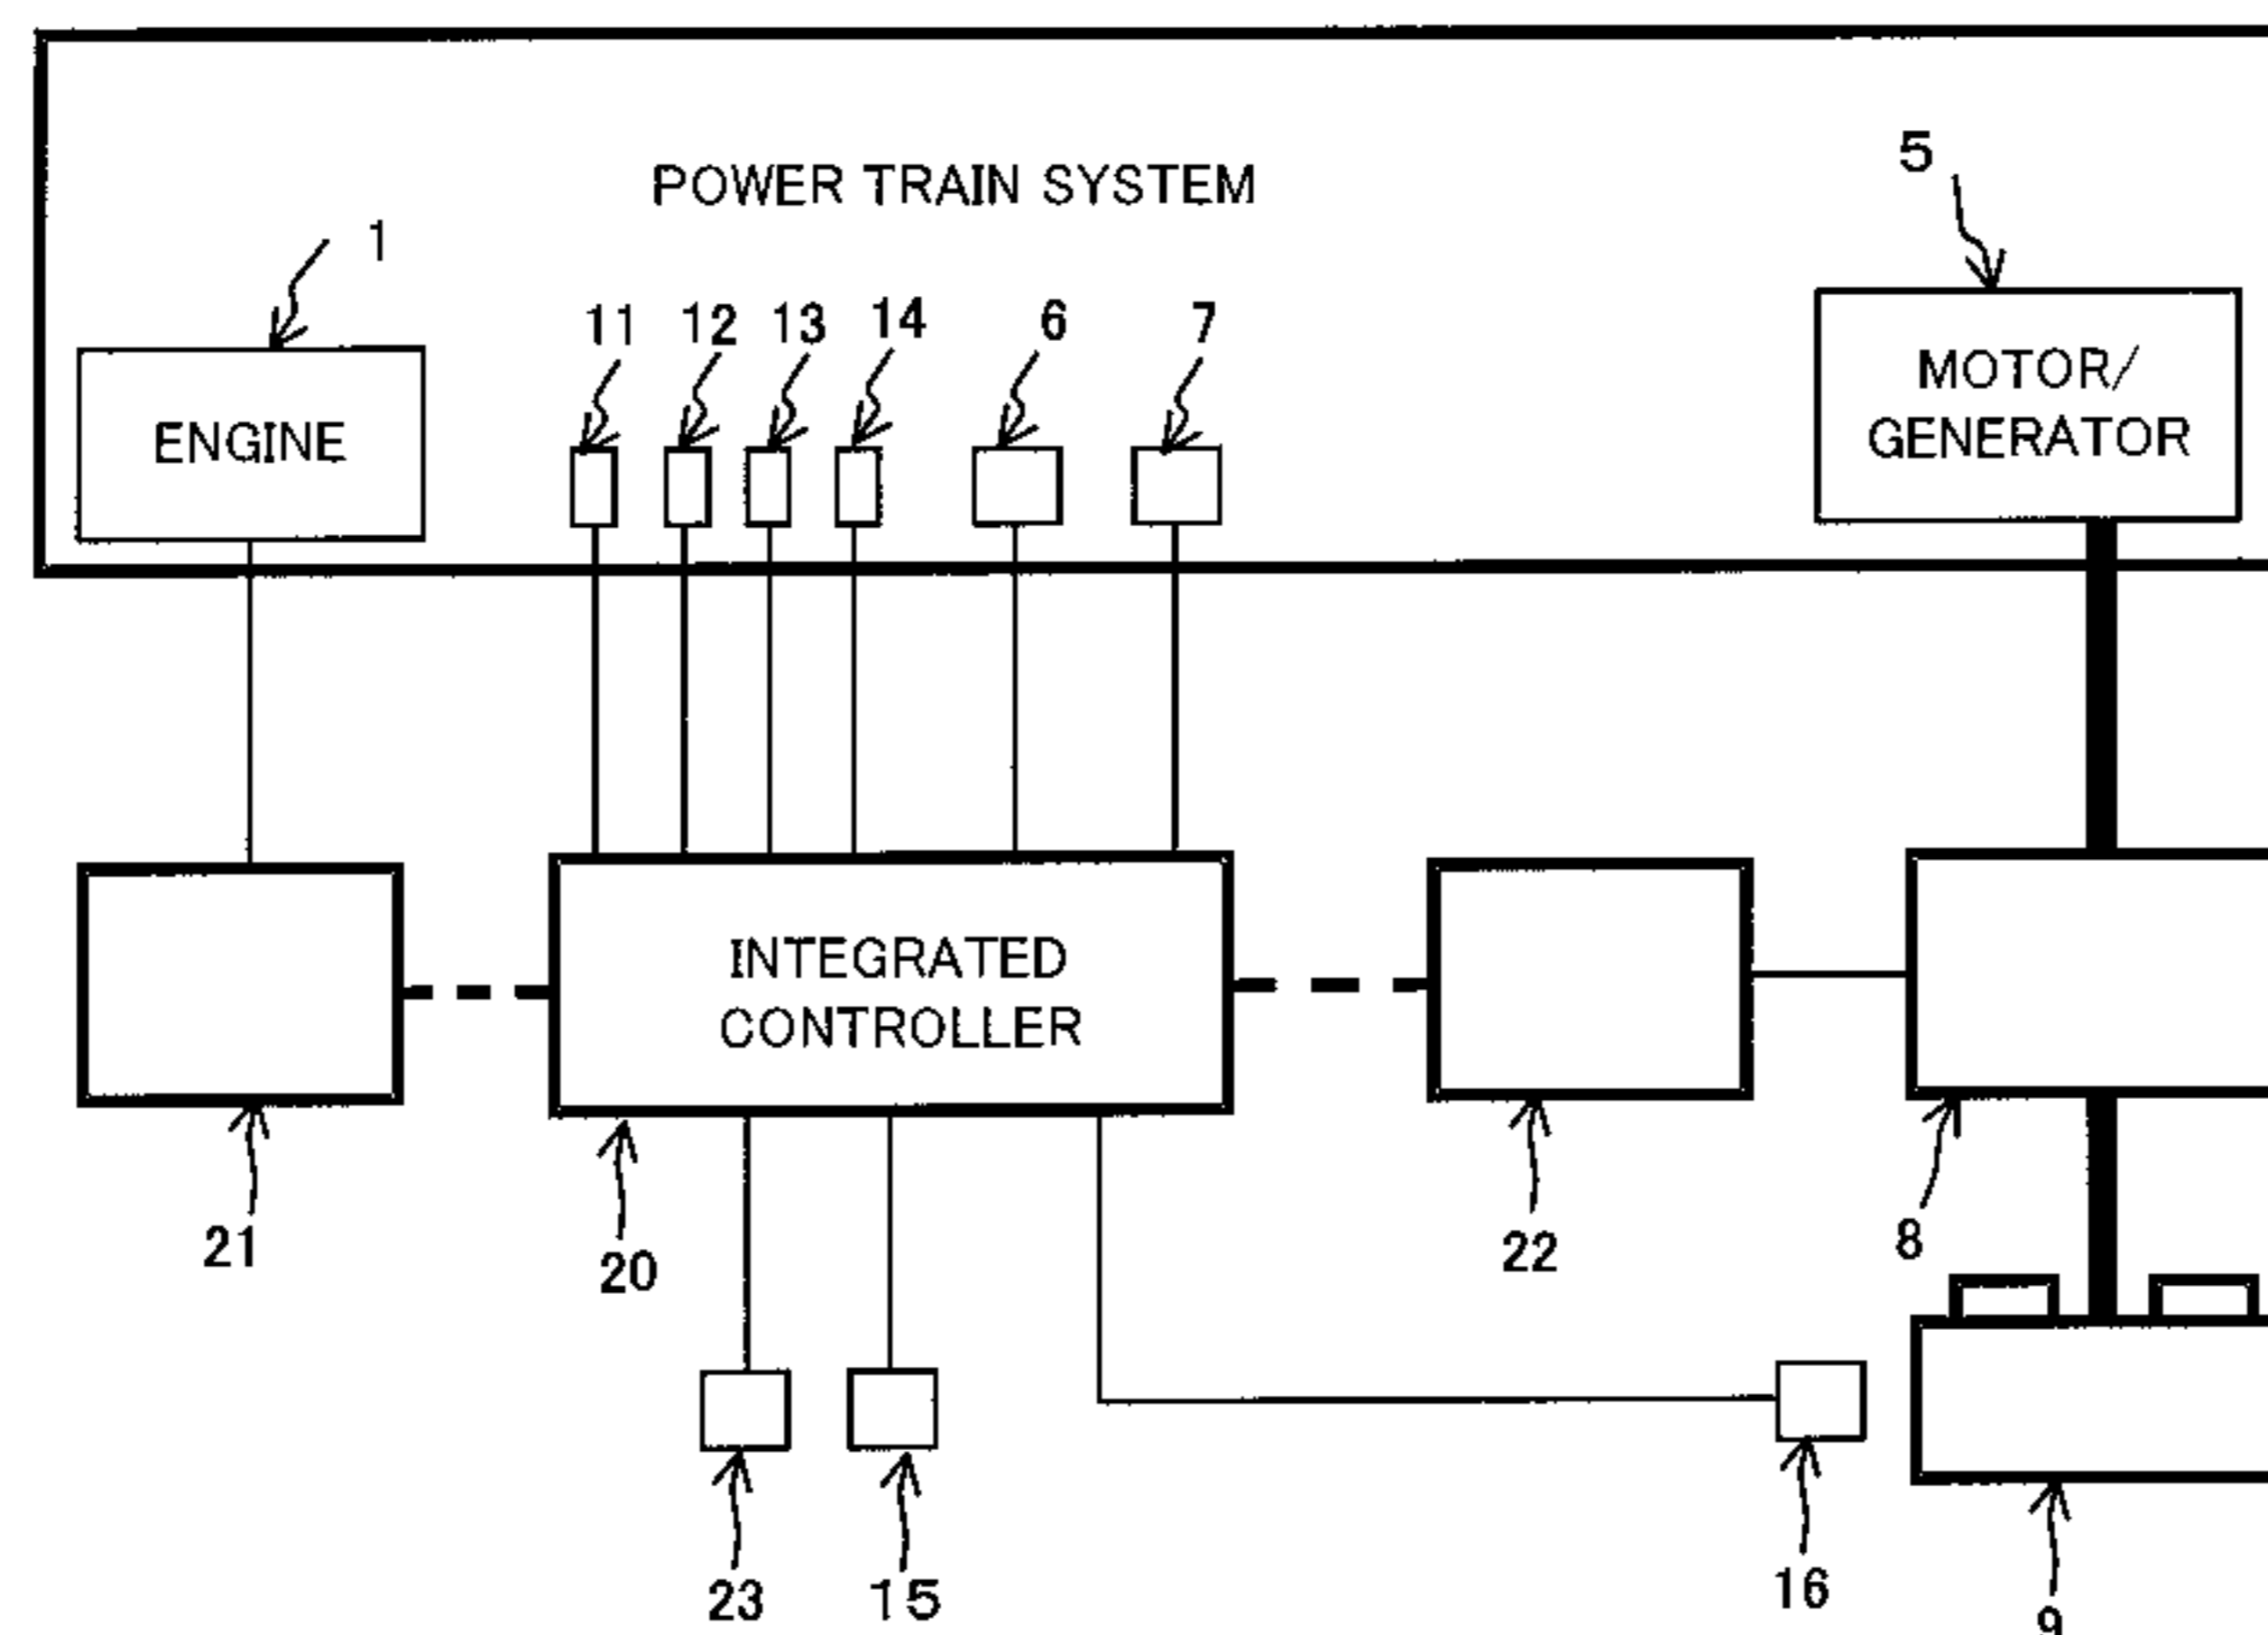 POWER TRAIN SYSTEM
5
1
11 12 13 14 6 7
MOTOR/
GENERATOR
ENGINE
INTEGRATED
CONTROLLER
21
20
22
8
23
15
16
9